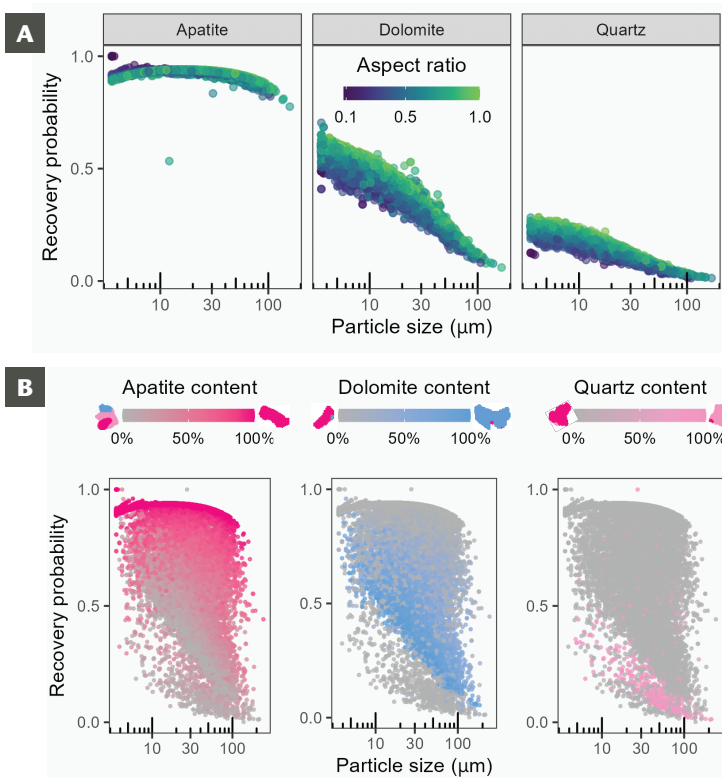 A
Apatite Dolomite Quartz
Recovery probability
1.0
0.5
0.0
Aspect ratio
0.1 0.5 1.0
10 30 100 10 30 100 10 30 100
Particle size (μm)
B
Apatite content Dolomite content Quartz content
0% 50% 100% 0% 50% 100% 0% 50% 100%
Recovery probability
1.0 1.0 1.0
0.5 0.5 0.5
0.0 0.0 0.0
10 30 100 10 30 100 10 30 100
Particle size (μm)